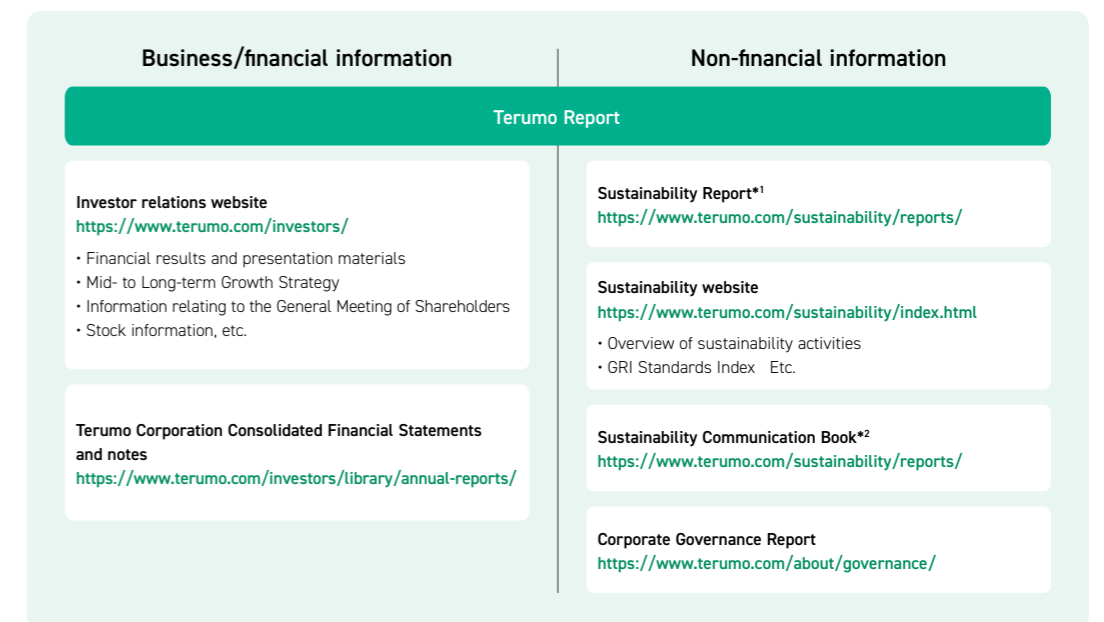 Business/financial information
Non-financial information
Terumo Report
Investor relations website
https://www.terumo.com/investors/
・Financial results and presentation materials
・Mid- to Long-term Growth Strategy
・Information relating to the General Meeting of Shareholders
・Stock information, etc.
Terumo Corporation Consolidated Financial Statements
and notes
https://www.terumo.com/investors/library/annual-reports/
Sustainability Report*1
https://www.terumo.com/sustainability/reports/
Sustainability website
https://www.terumo.com/sustainability/index.html
・Overview of sustainability activities
・GRI Standards Index   Etc.
Sustainability Communication Book*2
https://www.terumo.com/sustainability/reports/
Corporate Governance Report
https://www.terumo.com/about/governance/